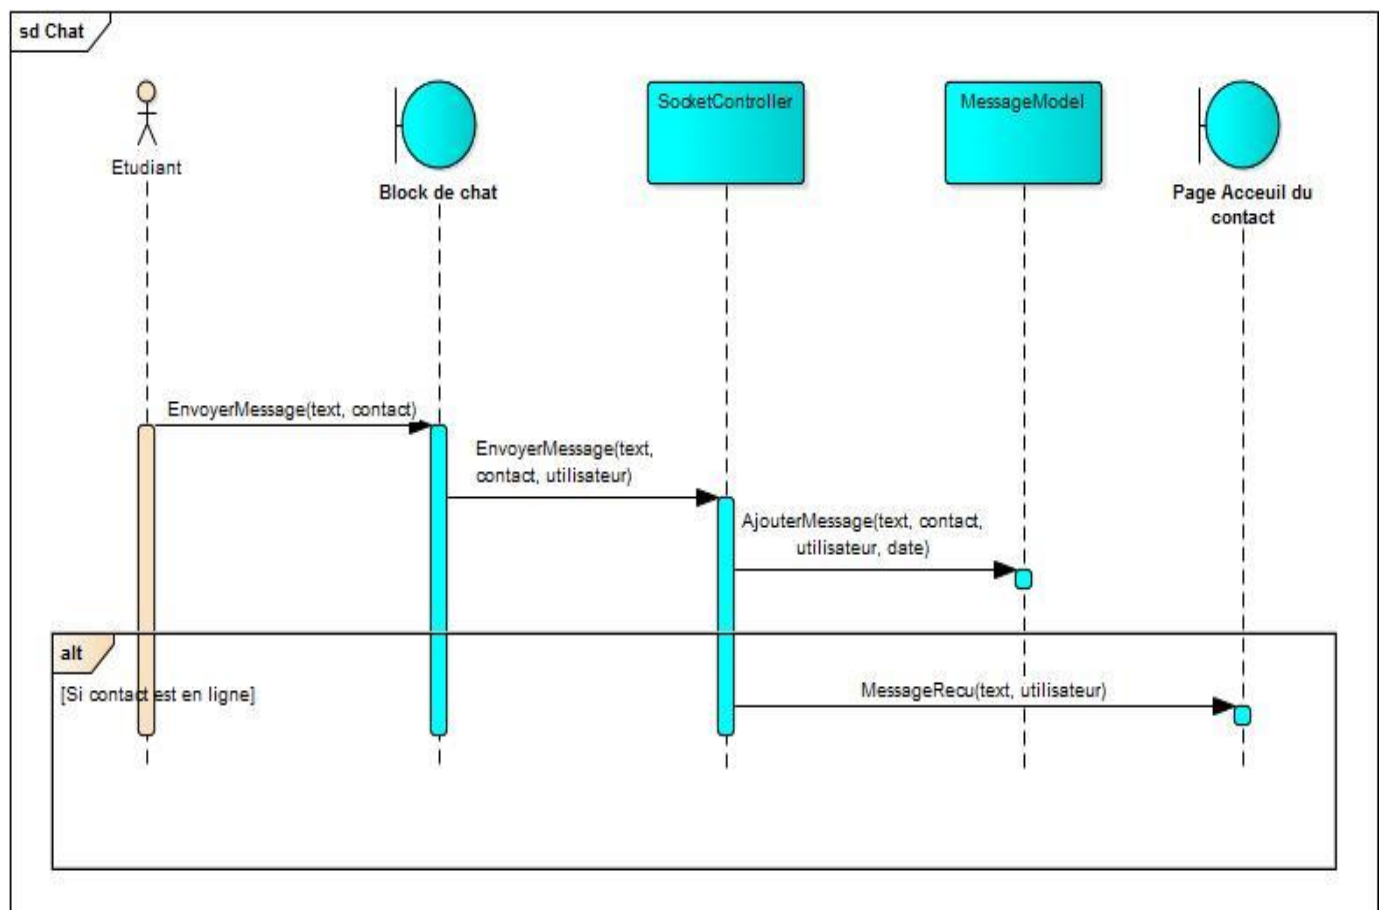 sd Chat
SocketController
MessageModel
Etudiant
Block de chat
Page Acceuil du
contact
EnvoyerMessage(text, contact)
EnvoyerMessage(text,
contact, utilisateur)
AjouterMessage(text, contact,
utilisateur, date)
alt
[Si contact est en ligne]
MessageRecu(text, utilisateur)